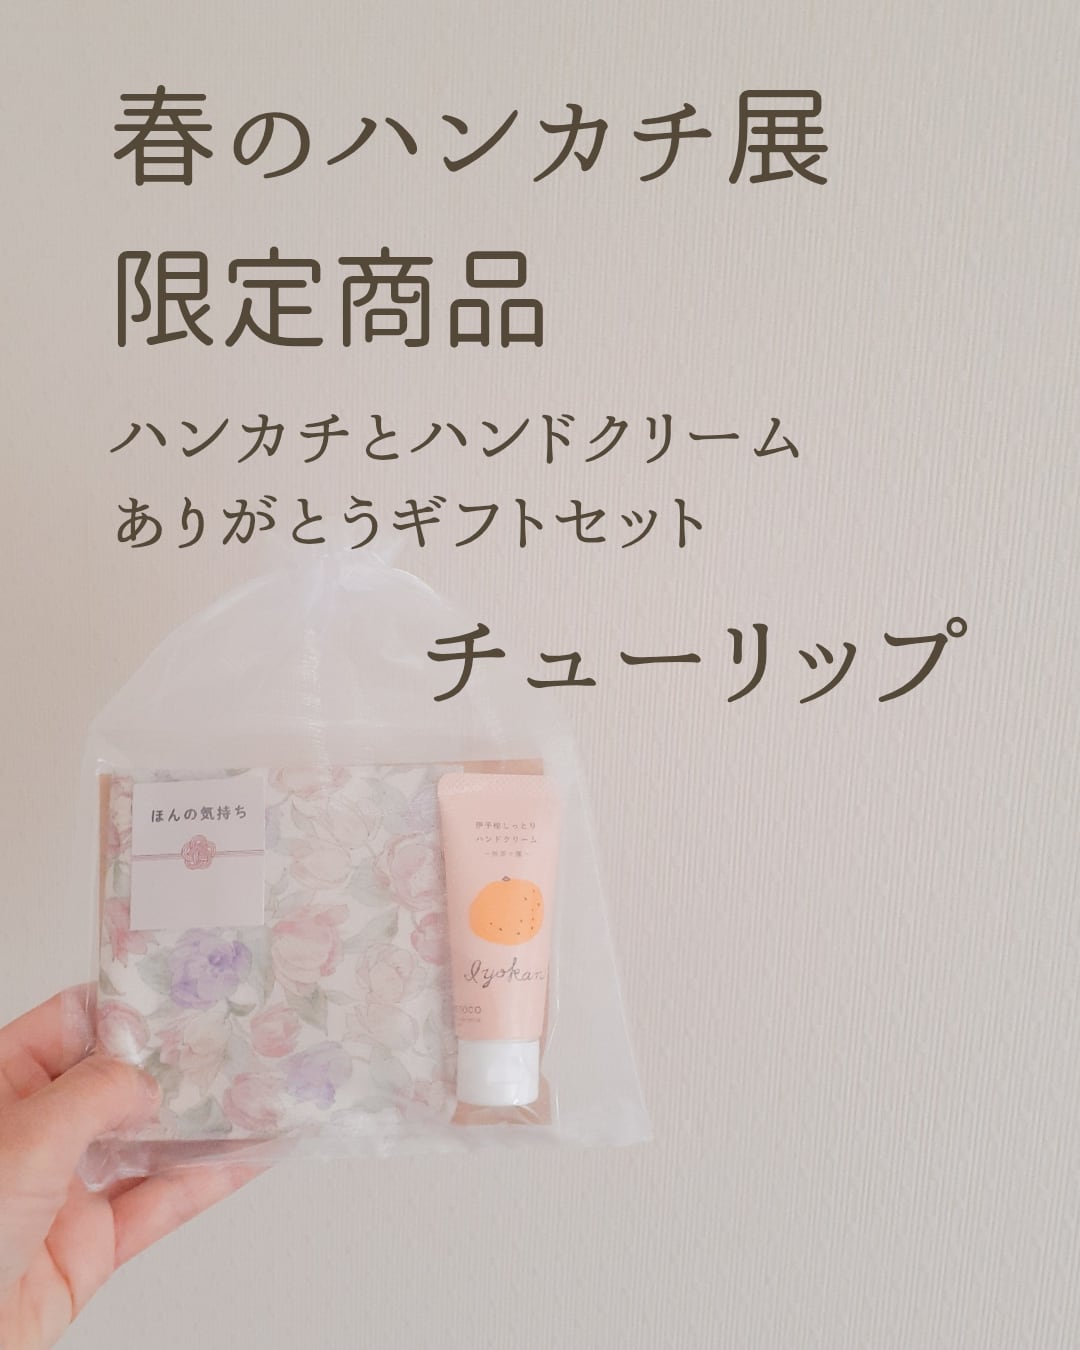 春のハンカチ展
限定商品
ハンカチとハンドクリーム
ありがとうギフトセット
チューリップ
ほんの気持ち
伊予柑しっとり
ハンドクリーム
Iyokan